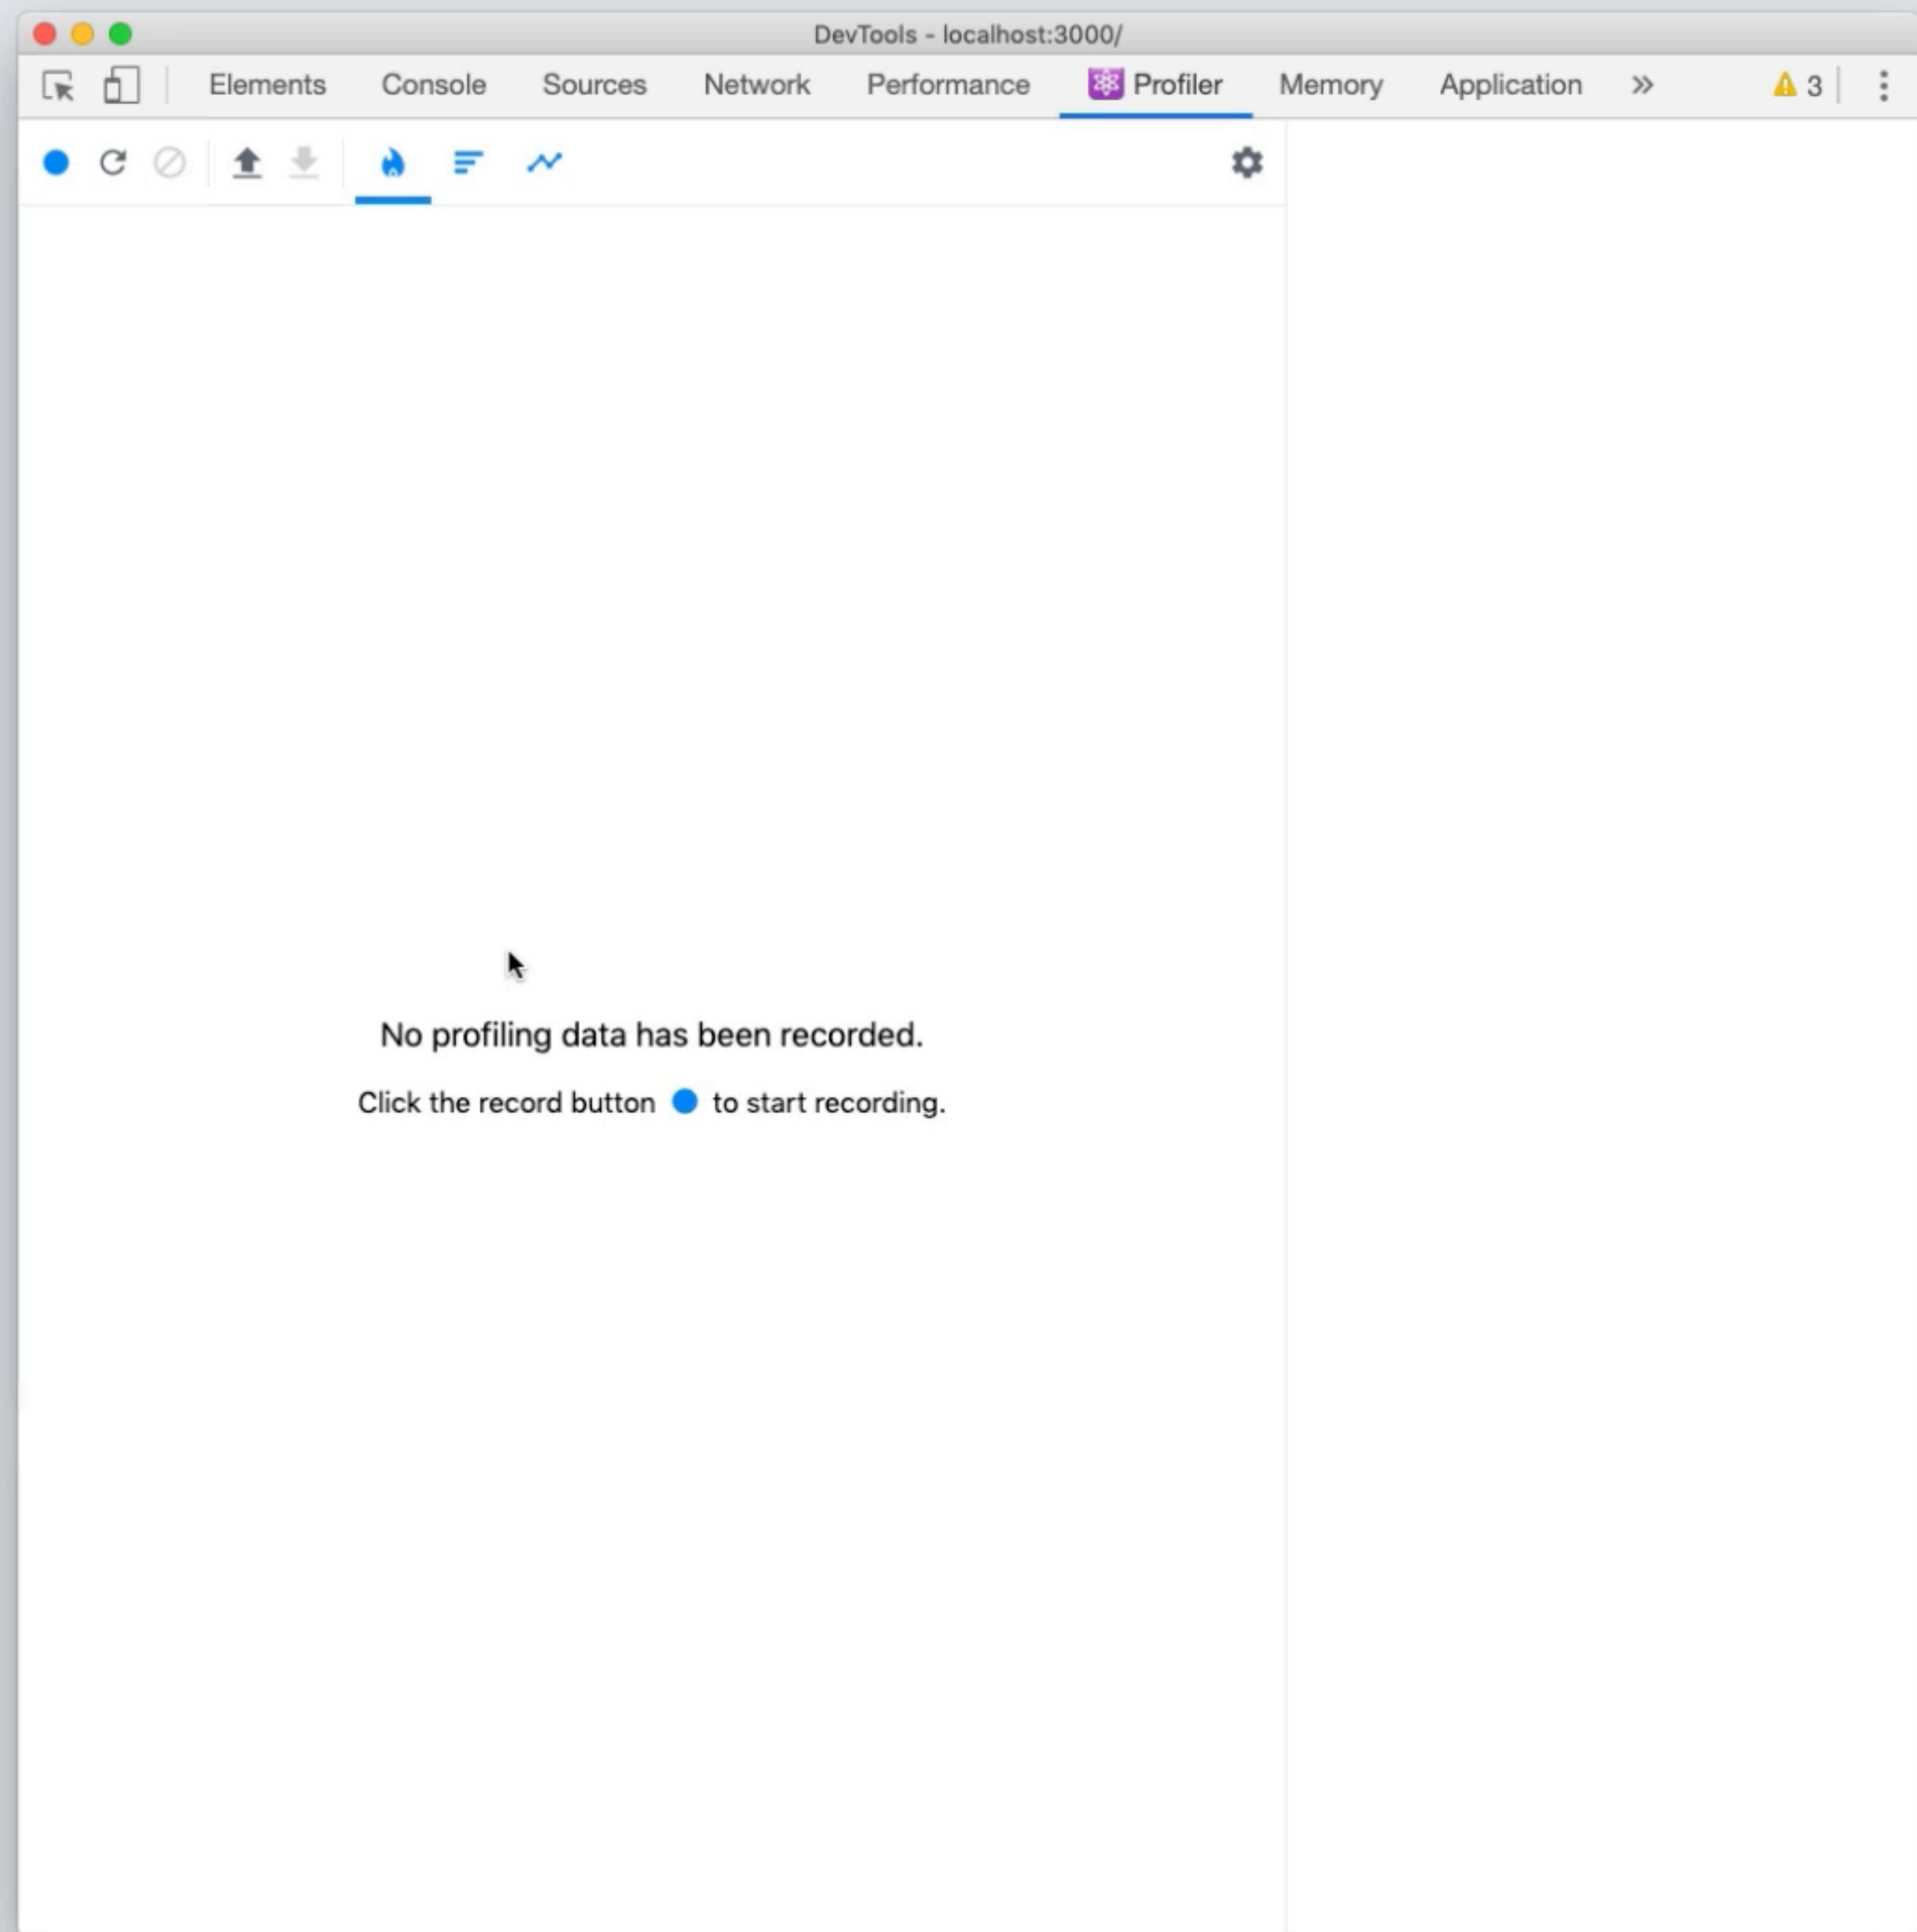 DevTools - localhost:3000/
Elements Console Sources Network Performance Profiler Memory Application » 3
No profiling data has been recorded.
Click the record button to start recording.